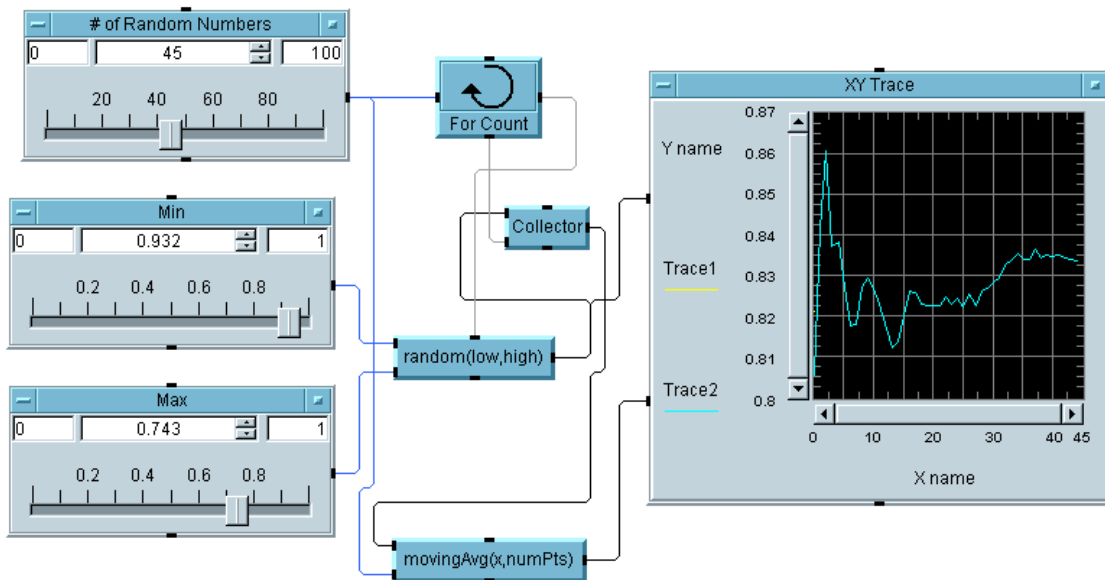 # of Random Numbers
0 45 100
20 40 60 80
For Count
Min
0 0.932 1
0.2 0.4 0.6 0.8
Collector
random(low,high)
Max
0 0.743 1
0.2 0.4 0.6 0.8
movingAvg(x,numPts)
XY Trace
Y name
Trace1
Trace2
0.87
0.86
0.85
0.84
0.83
0.82
0.81
0.8
0 10 20 30 40 45
X name